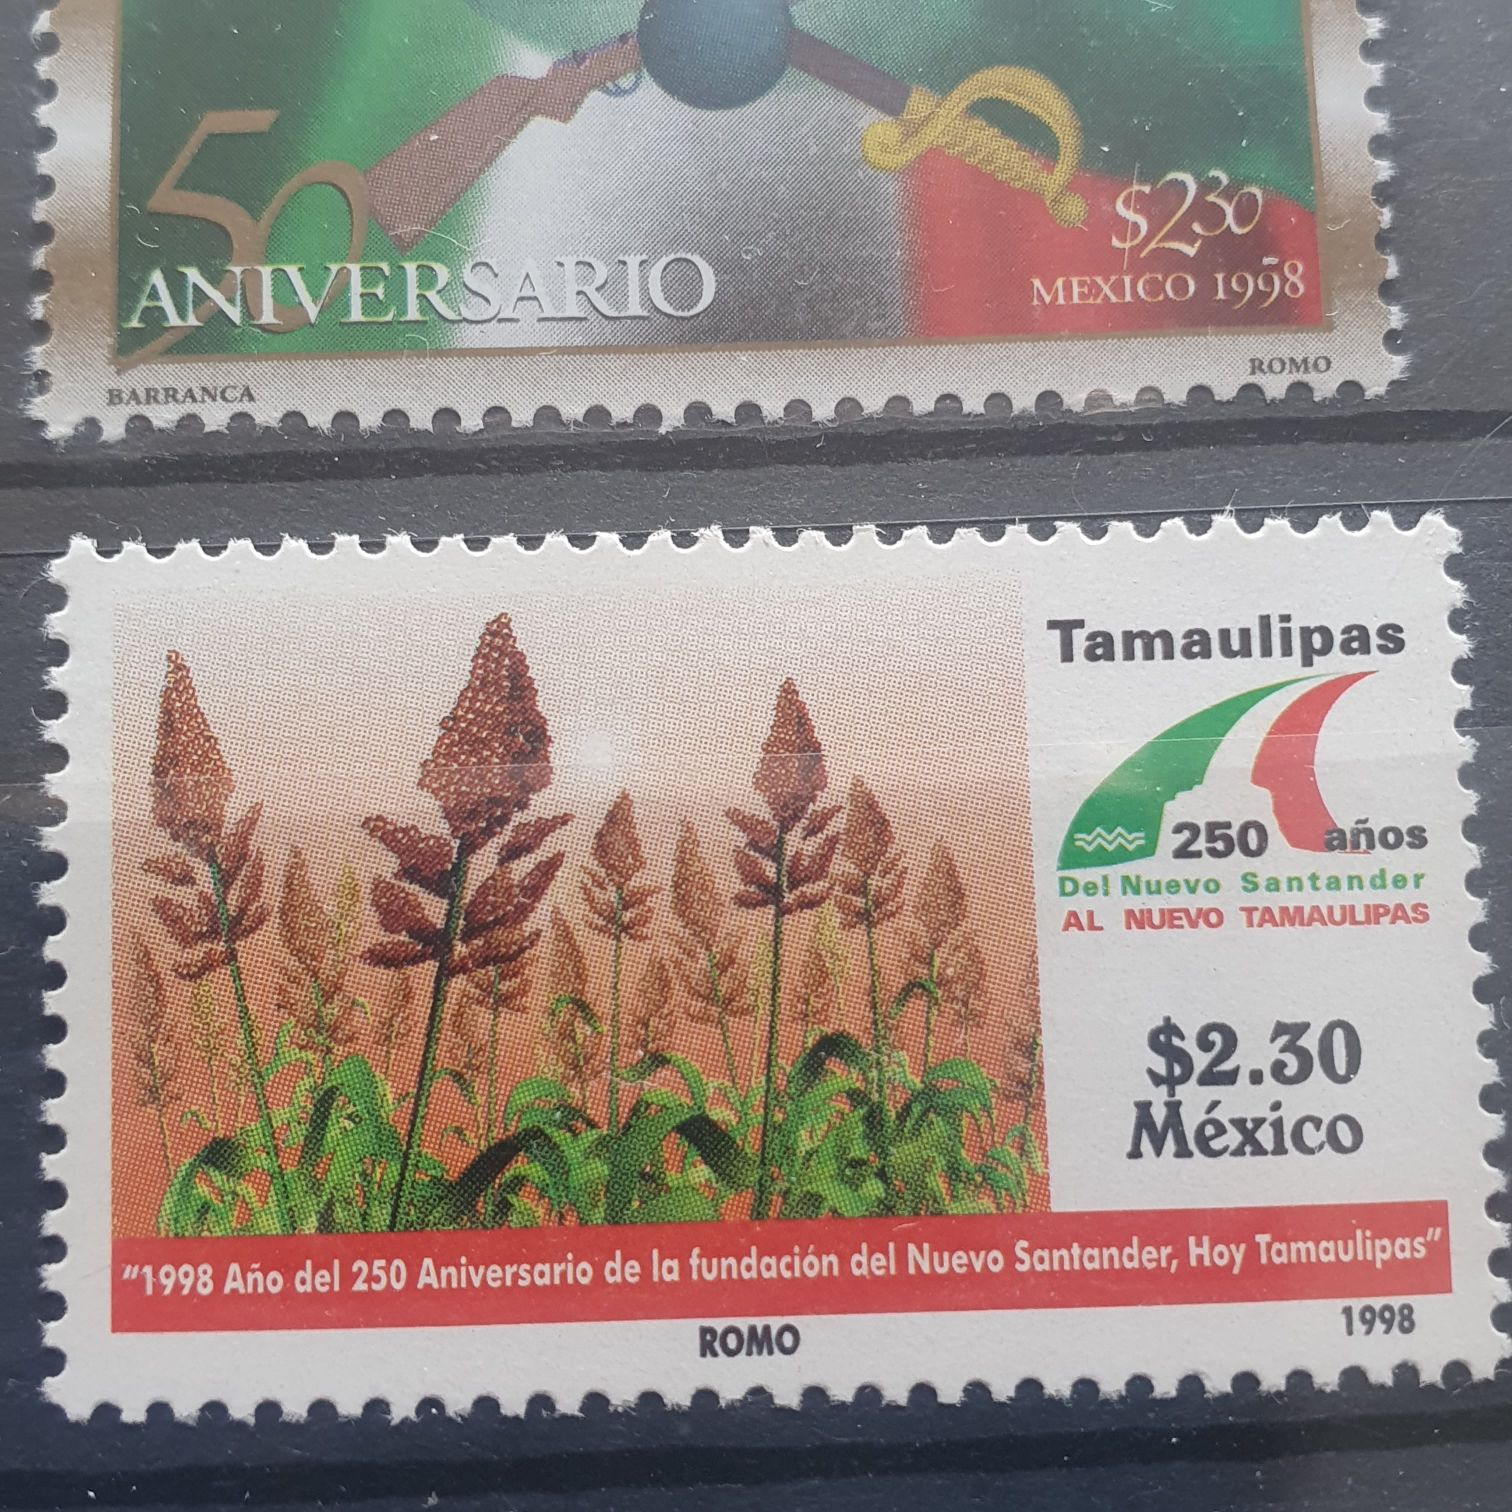 50
ANIVERSARIO
$2.30
MEXICO 1998
BARRANCA
ROMO
Tamaulipas
250 años
Del Nuevo Santander
AL NUEVO TAMAULIPAS
$2.30
México
"1998 Año del 250 Aniversario de la fundación del Nuevo Santander, Hoy Tamaulipas"
ROMO
1998